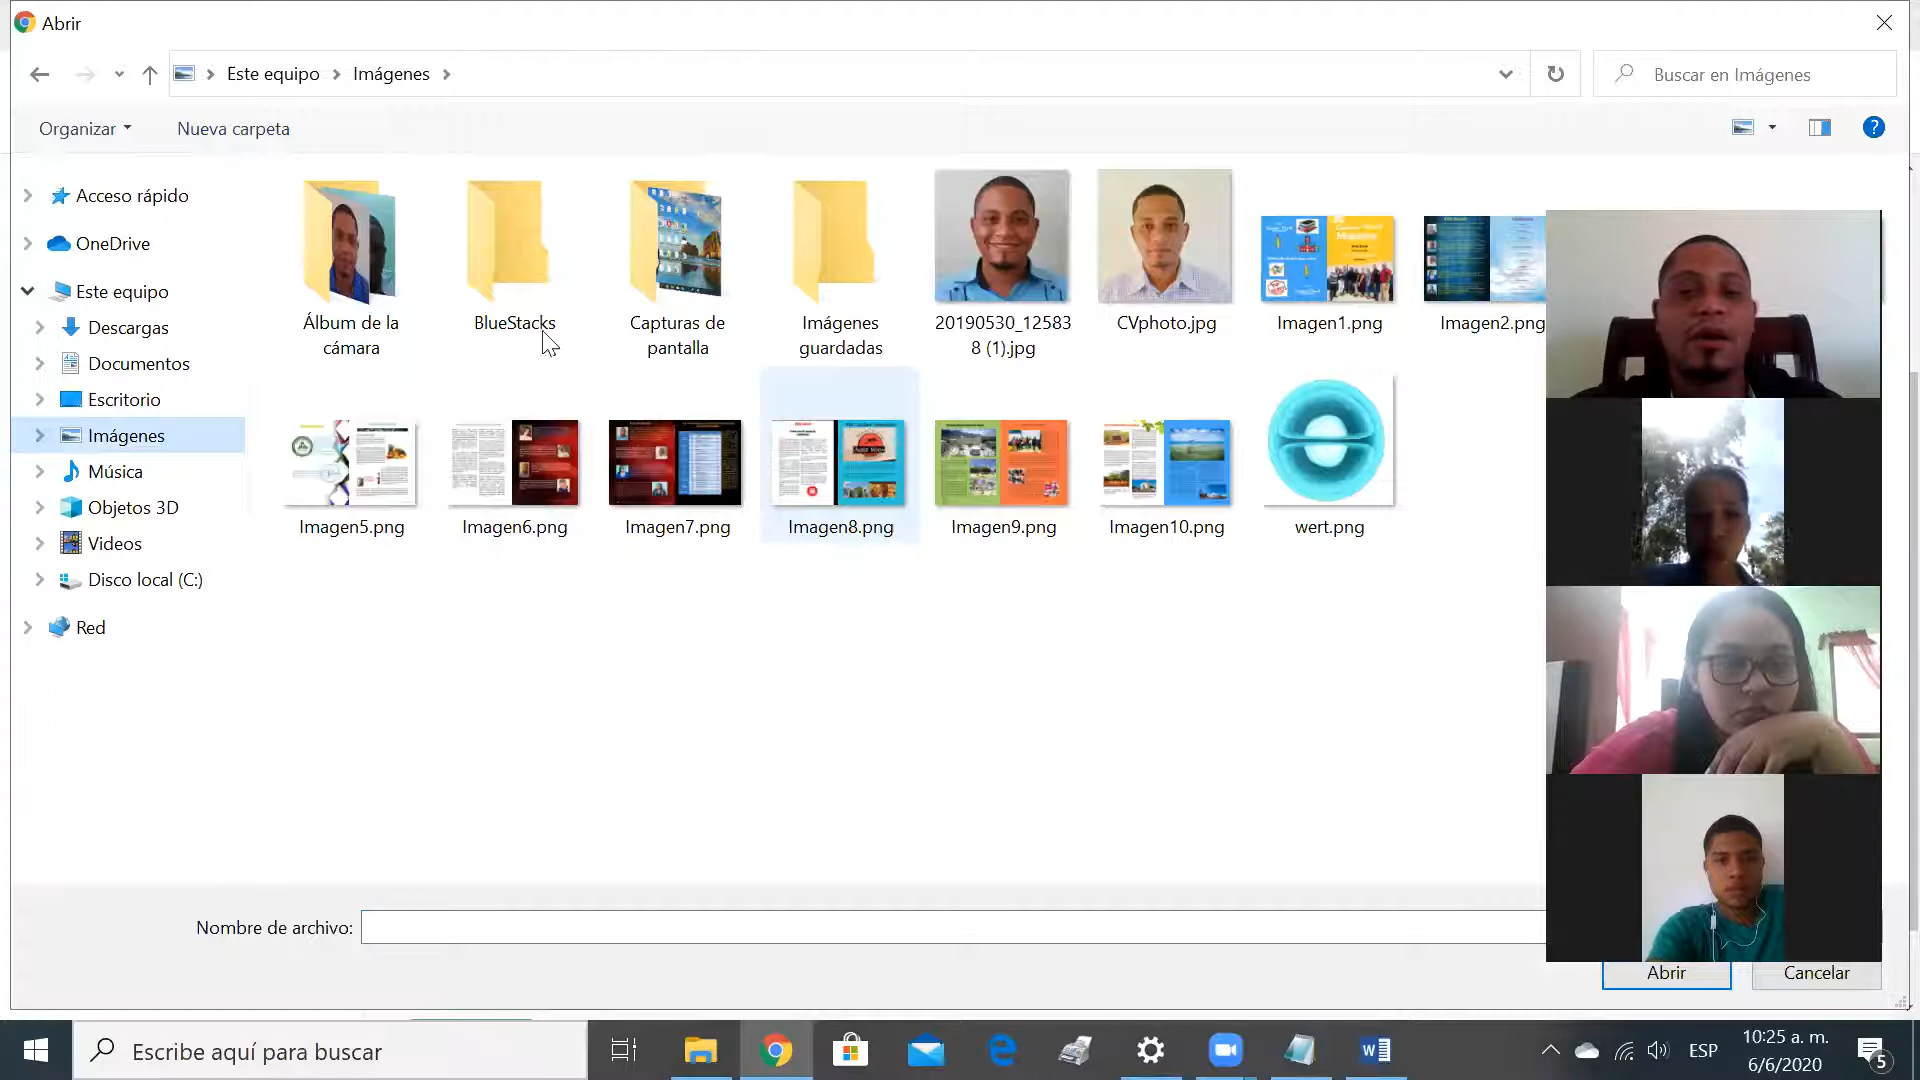 Abrir
Este equipo
Imágenes
Buscar en Imágenes
Organizar
Nueva carpeta
?
Acceso rápido
OneDrive
Este equipo
Descargas
Documentos
Escritorio
Imágenes
Música
Objetos 3D
Videos
Disco local (C:)
Red
Álbum de la
cámara
BlueStacks
Capturas de
pantalla
Imágenes
guardadas
20190530_12583
8 (1).jpg
CVphoto.jpg
Imagen1.png
Imagen2.png
Imagen5.png
Imagen6.png
Imagen7.png
Imagen8.png
Imagen9.png
Imagen10.png
wert.png
Nombre de archivo:
Abrir
Cancelar
Escribe aquí para buscar
W
ESP
10:25 a. m.
6/6/2020
5